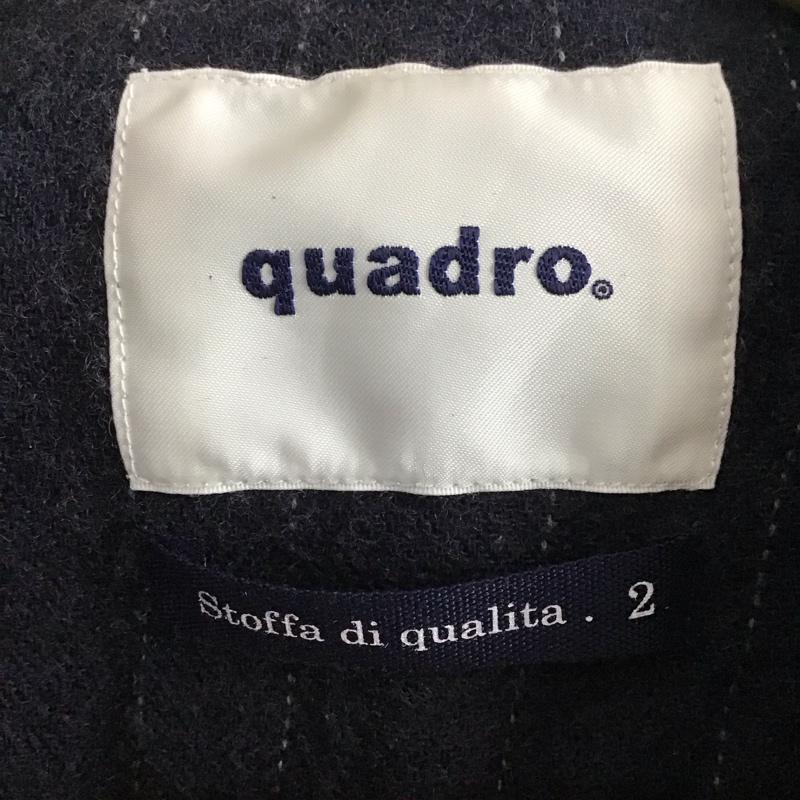 quadro.®
Stoffa di qualita . 2